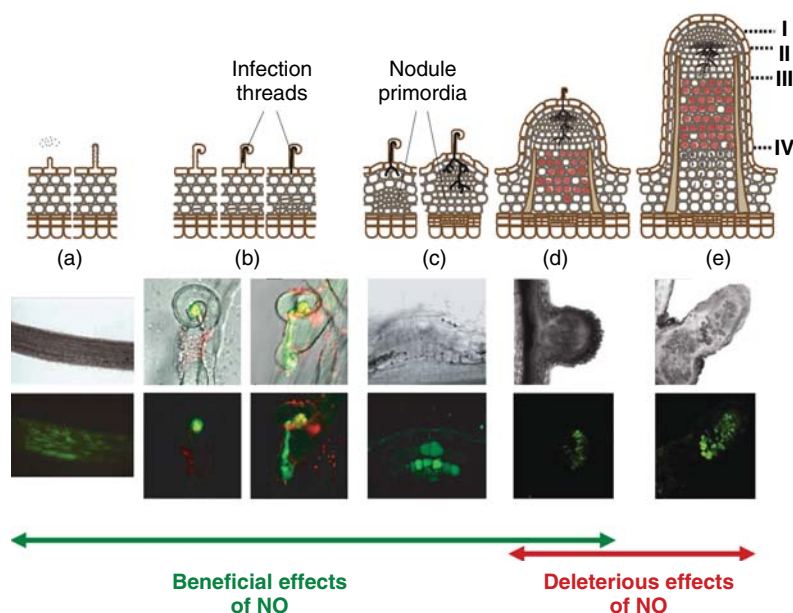 Infection
threads
Nodule
primordia
I
II
III
IV
(a)
(b)
(c)
(d)
(e)
Beneficial effects
of NO
Deleterious effects
of NO